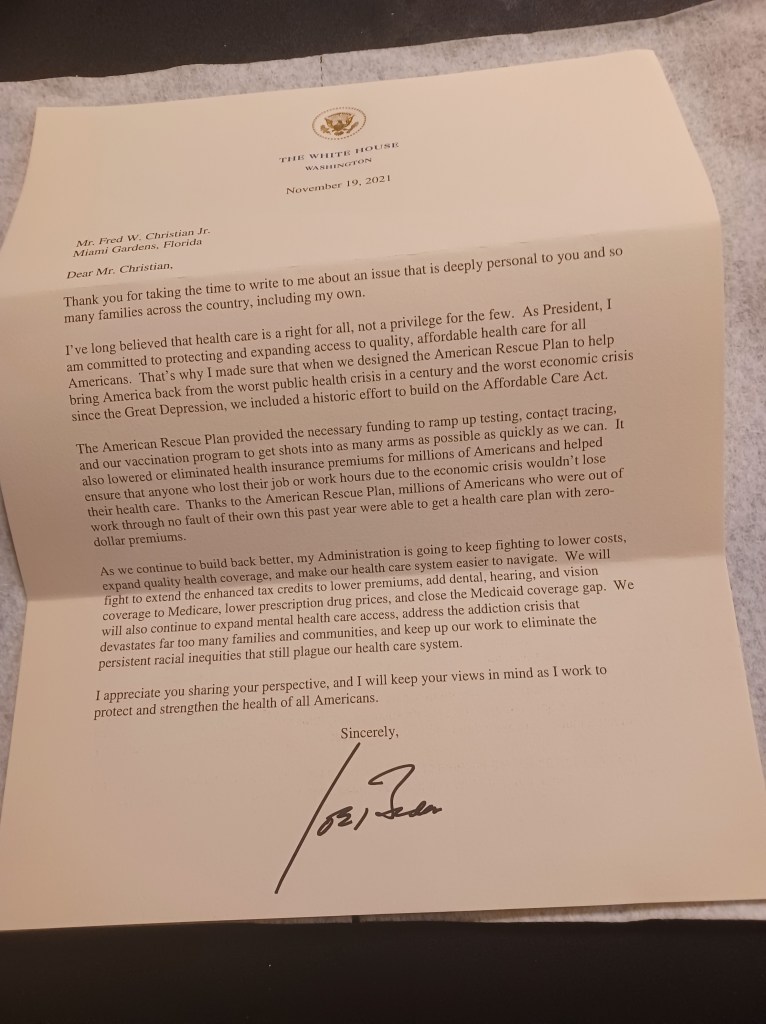 THE WHITE HOUSE
WASHINGTON
November 19, 2021
Mr. Fred W. Christian Jr.
Miami Gardens, Florida
Dear Mr. Christian,
Thank you for taking the time to write to me about an issue that is deeply personal to you and so
many families across the country, including my own.
I've long believed that health care is a right for all, not a privilege for the few. As President, I
am committed to protecting and expanding access to quality, affordable health care for all
Americans. That's why I made sure that when we designed the American Rescue Plan to help
bring America back from the worst public health crisis in a century and the worst economic crisis
since the Great Depression, we included a historic effort to build on the Affordable Care Act.
The American Rescue Plan provided the necessary funding to ramp up testing, contact tracing,
and our vaccination program to get shots into as many arms as possible as quickly as we can. It
also lowered or eliminated health insurance premiums for millions of Americans and helped
ensure that anyone who lost their job or work hours due to the economic crisis wouldn't lose
their health care. Thanks to the American Rescue Plan, millions of Americans who were out of
work through no fault of their own this past year were able to get a health care plan with zero-
dollar premiums.
As we continue to build back better, my Administration is going to keep fighting to lower costs,
expand quality health coverage, and make our health care system easier to navigate. We will
fight to extend the enhanced tax credits to lower premiums, add dental, hearing, and vision
coverage to Medicare, lower prescription drug prices, and close the Medicaid coverage gap. We
will also continue to expand mental health care access, address the addiction crisis that
devastates far too many families and communities, and keep up our work to eliminate the
persistent racial inequities that still plague our health care system.
I appreciate you sharing your perspective, and I will keep your views in mind as I work to
protect and strengthen the health of all Americans.
Sincerely,